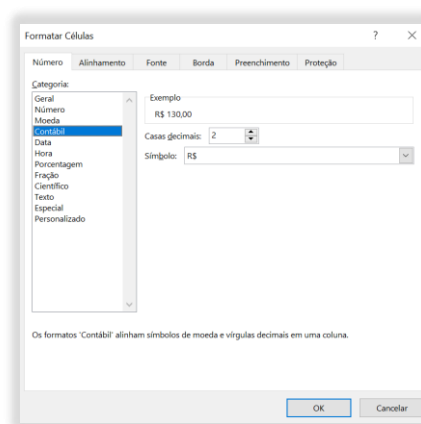 Formatar Células ? ×
Número Alinhamento Fonte Borda Preenchimento Proteção
Categoria:
Geral
Número
Moeda
Contábil
Data
Hora
Porcentagem
Fração
Científico
Texto
Especial
Personalizado
Exemplo
R$ 130,00
Casas decimais: 2
Símbolo: R$
Os formatos 'Contábil' alinham símbolos de moeda e vírgulas decimais em uma coluna.
OK Cancelar